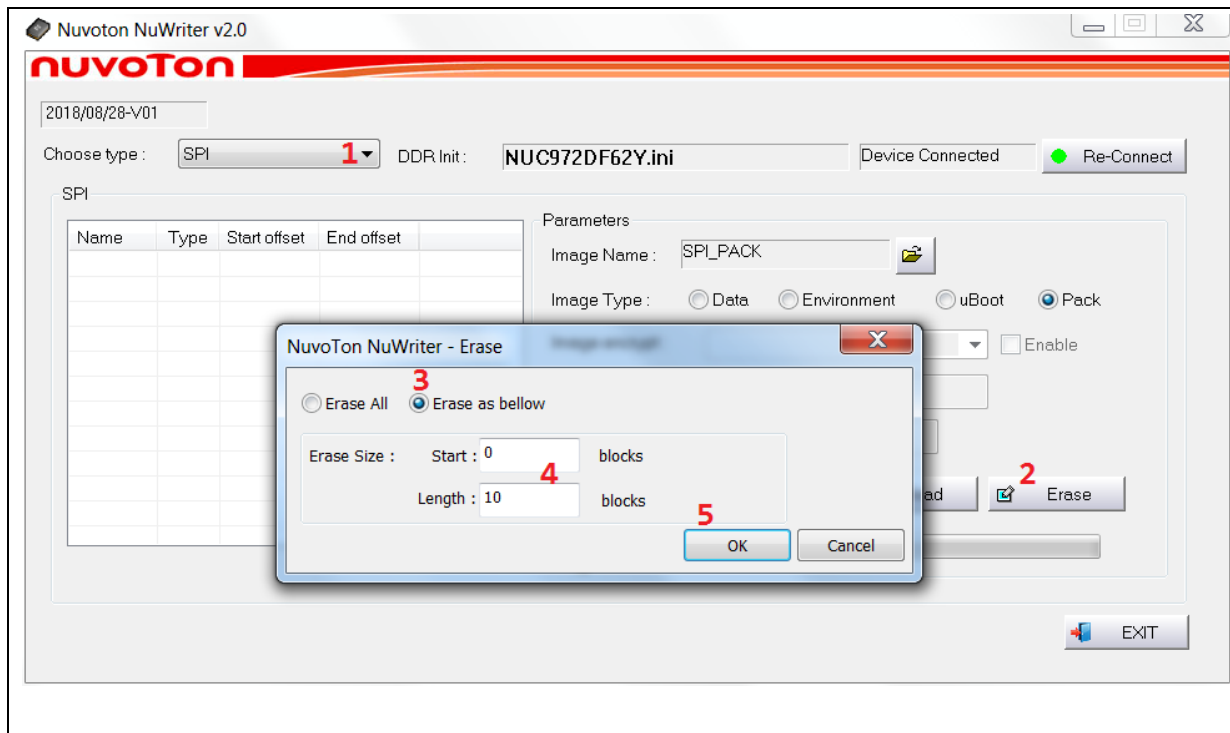 Nuvoton NuWriter v2.0
nuvoTon
2018/08/28-V01
Choose type : SPI 1 DDR Init : NUC972DF62Y.ini Device Connected Re-Connect
SPI
Name Type Start offset End offset
Parameters
Image Name : SPI_PACK
Image Type : Data Environment uBoot Pack
Enable
NuvoTon NuWriter - Erase
3
Erase All Erase as bellow
Erase Size : Start : 0 blocks
4
Length : 10 blocks
5
OK Cancel
2
ad Erase
EXIT